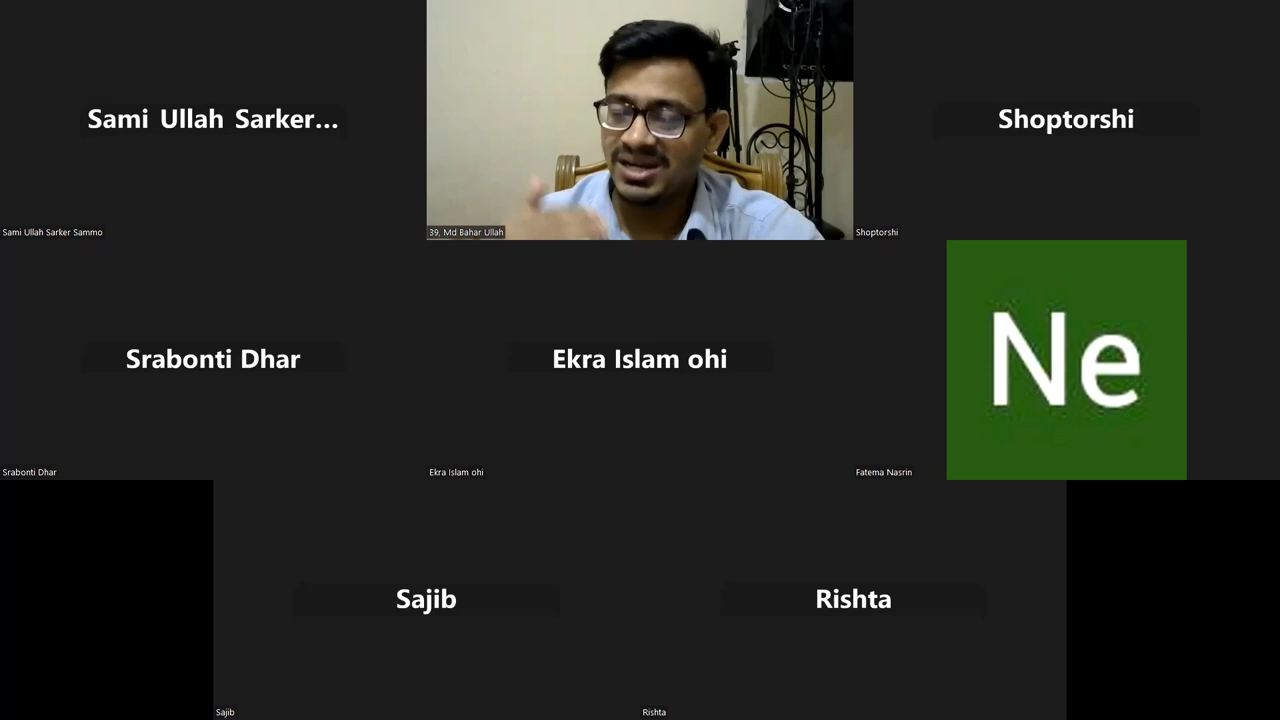 Sami Ullah Sarker...
Sami Ullah Sarker Sammo
39, Md Bahar Ullah
Shoptorshi
Shoptorshi
Srabonti Dhar
Srabonti Dhar
Ekra Islam ohi
Ekra Islam ohi
Ne
Fatema Nasrin
Sajib
Sajib
Rishta
Rishta